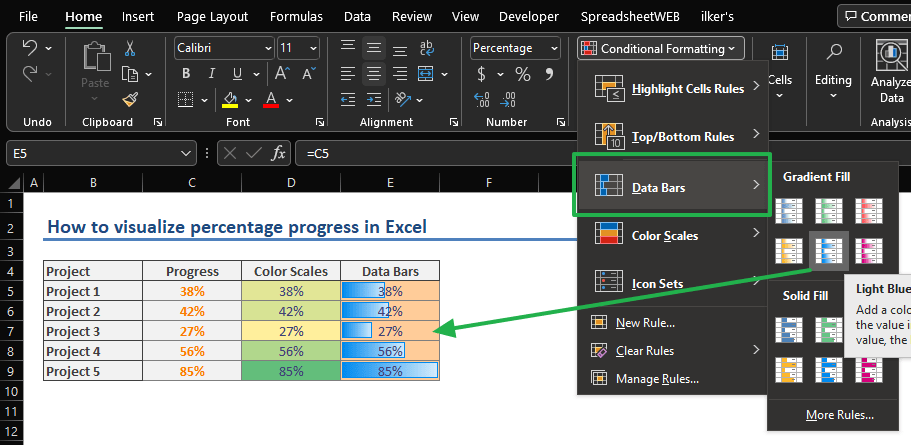 File Home Insert Page Layout Formulas Data Review View Developer SpreadsheetWEB ilker's Commen
Calibri 11 Percentage Conditional Formatting
Paste B I U A A ab c $ % 9 Cells Editing Analyze Data
A .00 .0 .00
Undo Clipboard Font Alignment Number Analysis
E5 fx =C5
Highlight Cells Rules
Top/Bottom Rules
10
Data Bars
Color Scales
Icon Sets
New Rule...
Clear Rules
Manage Rules...
Gradient Fill
Solid Fill
More Rules...
Light Blue
Add a colo
the value i
value, the
A B C D E F
1
2 How to visualize percentage progress in Excel
3
4 Project Progress Color Scales Data Bars
5 Project 1 38% 38% 38%
6 Project 2 42% 42% 42%
7 Project 3 27% 27% 27%
8 Project 4 56% 56% 56%
9 Project 5 85% 85% 85%
10
11
12